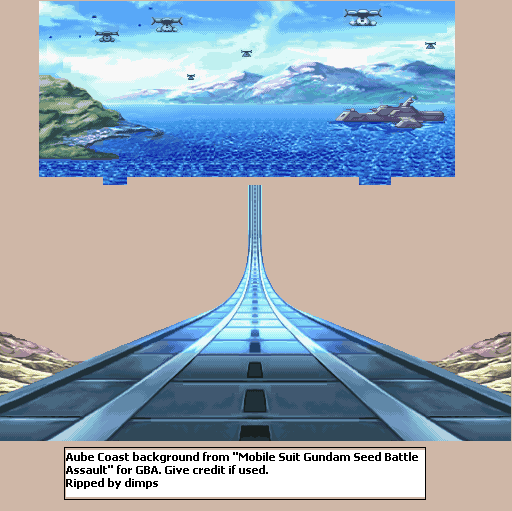 Aube Coast background from "Mobile Suit Gundam Seed Battle
Assault" for GBA. Give credit if used.
Ripped by dimps